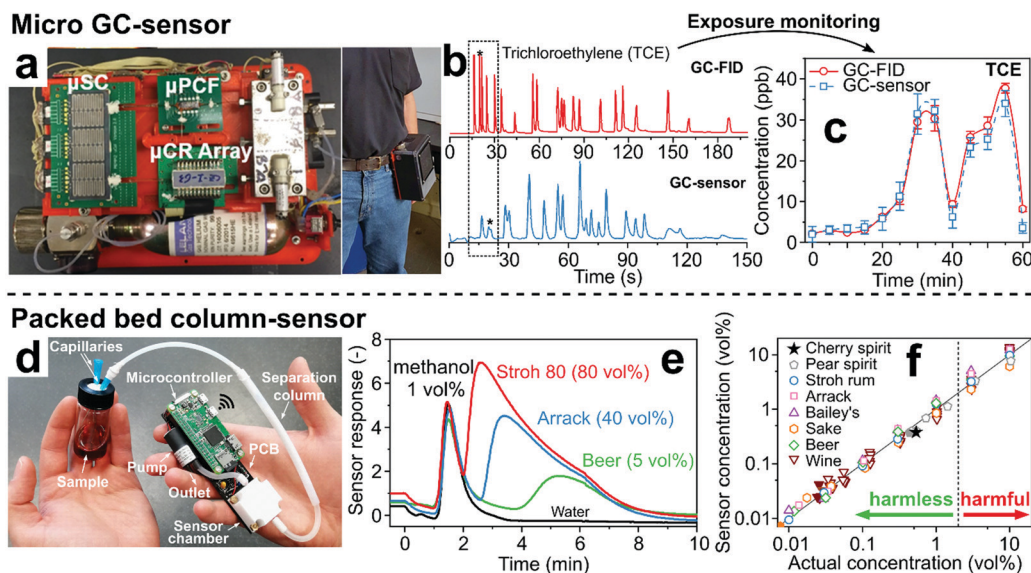 Micro GC-sensor
a
µSC
µPCF
µCR Array
b
Trichloroethylene (TCE)
Exposure monitoring
GC-FID
*
0 30 60 90 120 150 180
GC-sensor
*
0 30 60 90 120 150
Time (s)
c
GC-FID
GC-sensor
TCE
Concentration (ppb)
40
30
20
10
0
0 20 40 60
Time (min)
Packed bed column-sensor
d
Capillaries
Microcontroller
Separation
column
Pump
PCB
Outlet
Sample
Sensor
chamber
e
Sensor response (-)
8
6
4
2
0
methanol
1 vol%
Stroh 80 (80 vol%)
Arrack (40 vol%)
Beer (5 vol%)
Water
0 2 4 6 8 10
Time (min)
f
Sensor concentration (vol%)
10
1
0.1
0.01
Cherry spirit
Pear spirit
Stroh rum
Arrack
Bailey's
Sake
Beer
Wine
harmless
harmful
0.01 0.1 1 10
Actual concentration (vol%)